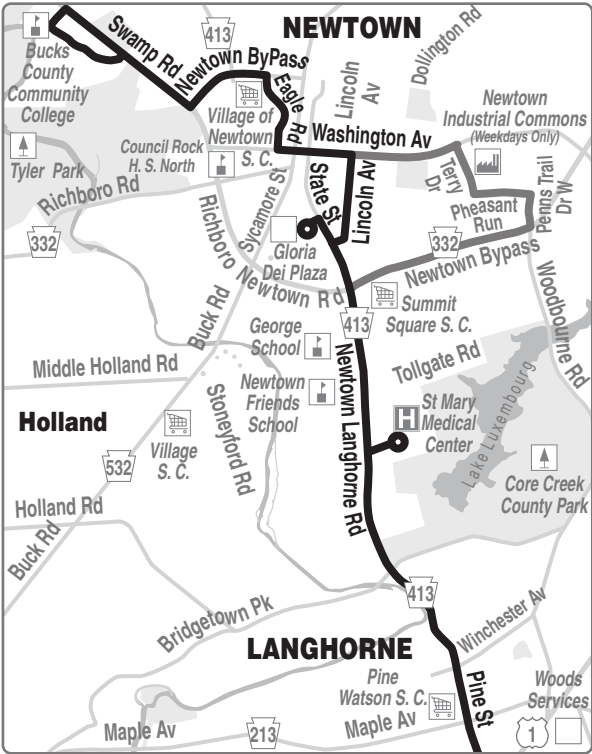 NEWTOWN
413
Swamp Rd
Bucks
County
Community
College
Newtown ByPass
Eagle
Rd
Lincoln
Av
Dollington Rd
Village of
Newtown
S. C.
Newtown
Industrial Commons
(Weekdays Only)
Washington Av
Council Rock
H. S. North
Tyler Park
Richboro Rd
332
Sycamore St
State St
Lincoln Av
Terry
Dr
Pheasant
Run
Penns Trail
Dr W
Gloria
Dei Plaza
332
Newtown Bypass
Richboro
Newtown Rd
Woodbourne Rd
Summit
Square S. C.
Buck Rd
413
George
School
Middle Holland Rd
Tollgate Rd
Newtown
Friends
School
Newtown Langhorne Rd
Holland
Village
S. C.
Stoneyford Rd
H
St Mary
Medical
Center
Lake Luxembourg
532
Core Creek
County Park
Holland Rd
Buck Rd
413
Bridgetown Pk
Winchester Av
LANGHORNE
Pine
Watson S. C.
Pine St
Woods
Services
Maple Av
213
Maple Av
1